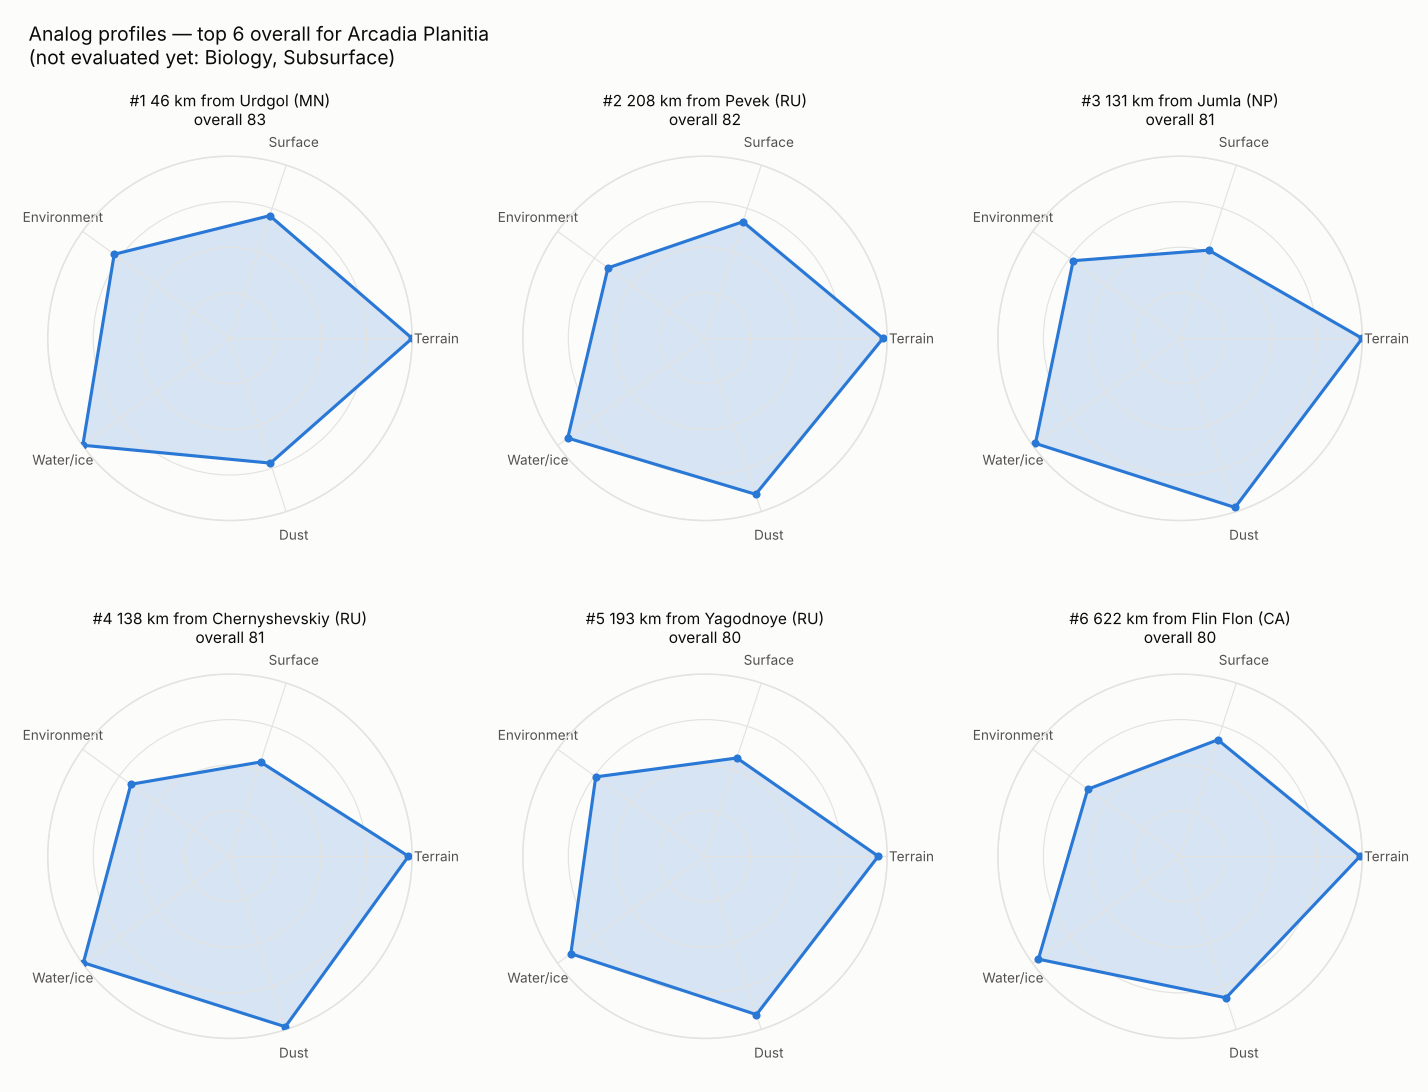 Analog profiles — top 6 overall for Arcadia Planitia
(not evaluated yet: Biology, Subsurface)
#1 46 km from Urdgol (MN)
overall 83
Surface
Environment
Terrain
Water/ice
Dust
#2 208 km from Pevek (RU)
overall 82
Surface
Environment
Terrain
Water/ice
Dust
#3 131 km from Jumla (NP)
overall 81
Surface
Environment
Terrain
Water/ice
Dust
#4 138 km from Chernyshevskiy (RU)
overall 81
Surface
Environment
Terrain
Water/ice
Dust
#5 193 km from Yagodnoye (RU)
overall 80
Surface
Environment
Terrain
Water/ice
Dust
#6 622 km from Flin Flon (CA)
overall 80
Surface
Environment
Terrain
Water/ice
Dust